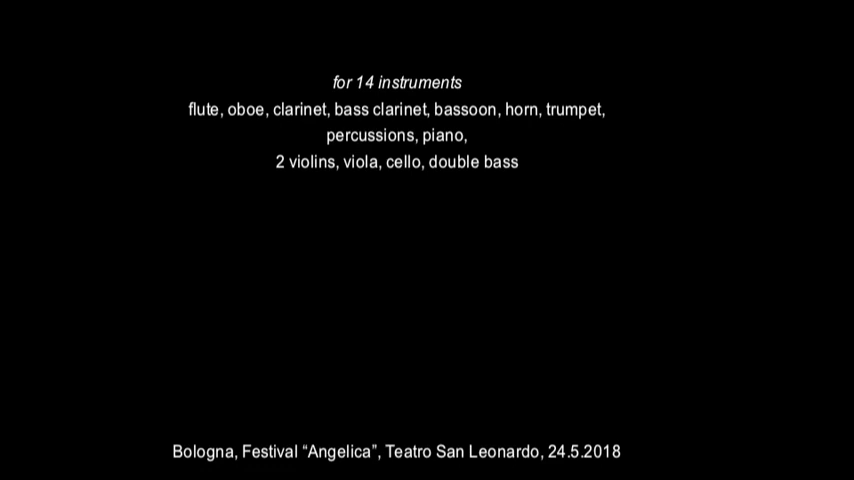 for 14 instruments
flute, oboe, clarinet, bass clarinet, bassoon, horn, trumpet,
percussions, piano,
2 violins, viola, cello, double bass
Bologna, Festival “Angelica”, Teatro San Leonardo, 24.5.2018